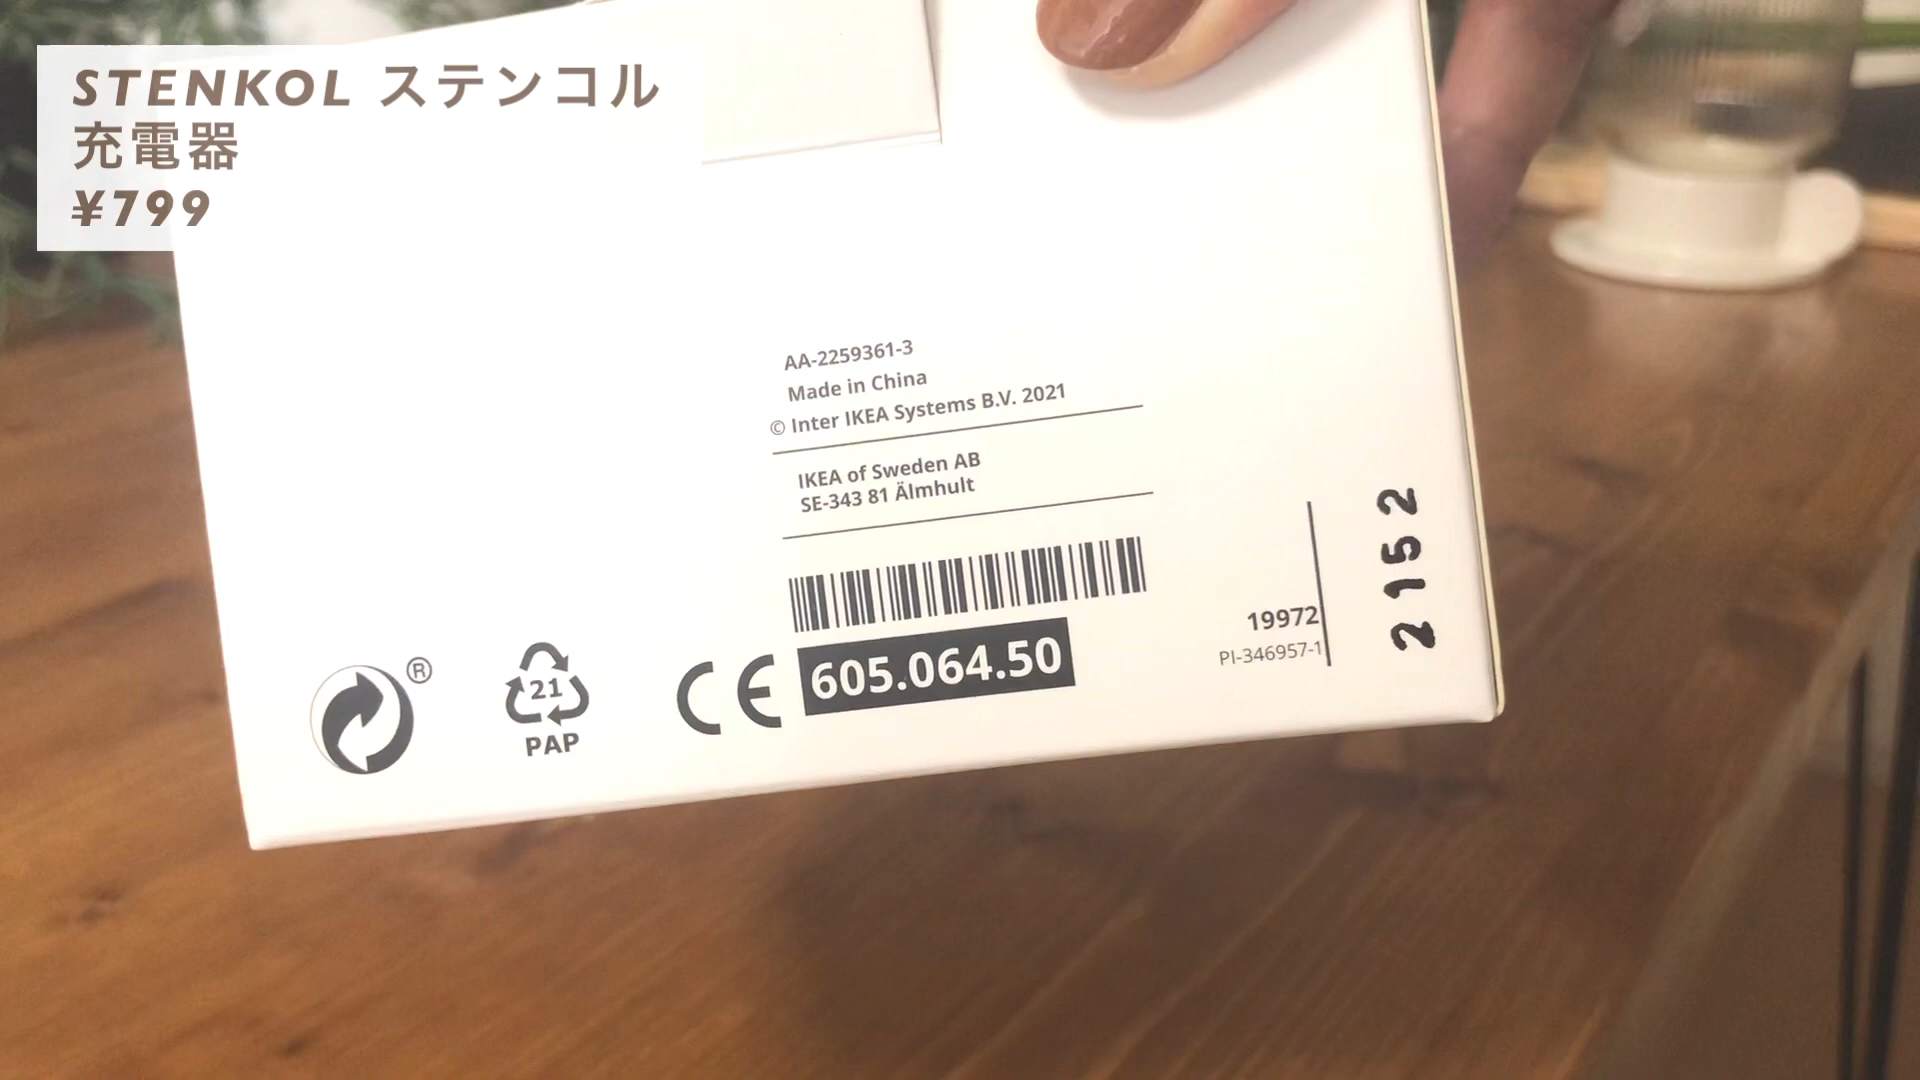 STENKOL ステンコル
充電器
¥799
AA-2259361-3
Made in China
© Inter IKEA Systems B.V. 2021
IKEA of Sweden AB
SE-343 81 Älmhult
605.064.50
19972
PI-346957-1
2152
®
21
PAP
CE